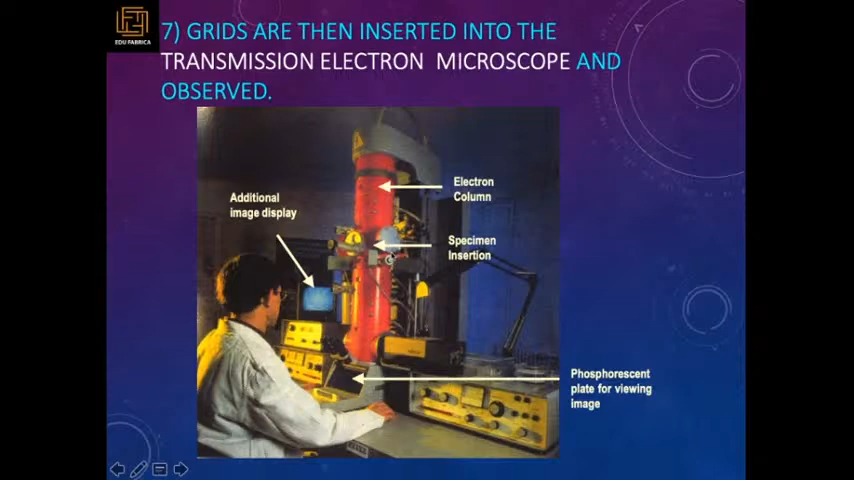 EDU FABRICA
7) GRIDS ARE THEN INSERTED INTO THE
TRANSMISSION ELECTRON MICROSCOPE AND
OBSERVED.
Electron
Column
Additional
image display
Specimen
Insertion
Phosphorescent
plate for viewing
image